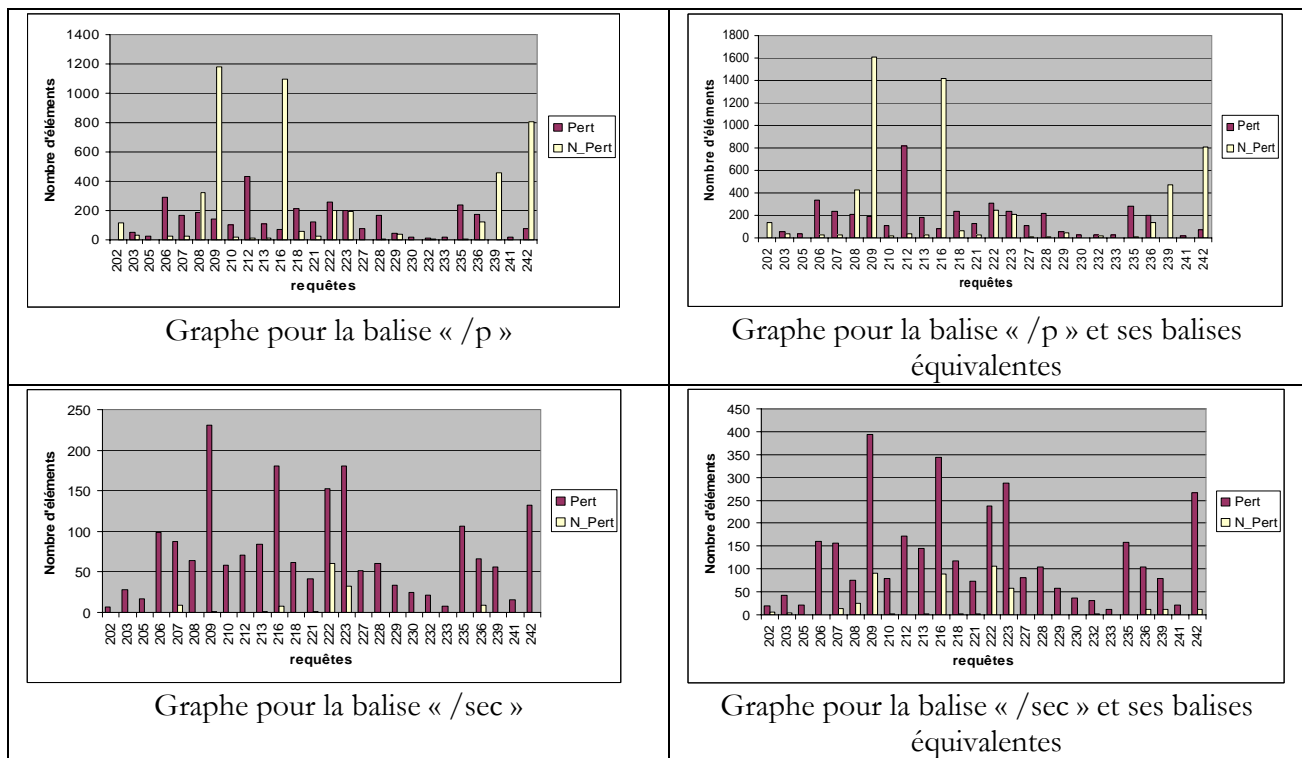 Nombre d'éléments
1400
1200
1000
800
600
400
200
0
202 203 205 206 207 208 209 210 212 213 216 218 221 222 223 227 228 229 230 232 233 235 236 239 241 242
requêtes
Pert
N_Pert
Graphe pour la balise « /p »
Nombre d'éléments
1800
1600
1400
1200
1000
800
600
400
200
0
202 203 205 206 207 208 209 210 212 213 216 218 221 222 223 227 228 229 230 232 233 235 236 239 241 242
requêtes
Pert
N_Pert
Graphe pour la balise « /p » et ses balises
équivalentes
Nombre d'éléments
250
200
150
100
50
0
202 203 205 206 207 208 209 210 212 213 216 218 221 222 223 227 228 229 230 232 233 235 236 239 241 242
requêtes
Pert
N_Pert
Graphe pour la balise « /sec »
Nombre d'éléments
450
400
350
300
250
200
150
100
50
0
202 203 205 206 207 208 209 210 212 213 216 218 221 222 223 227 228 229 230 232 233 235 236 239 241 242
requêtes
Pert
N_Pert
Graphe pour la balise « /sec » et ses balises
équivalentes